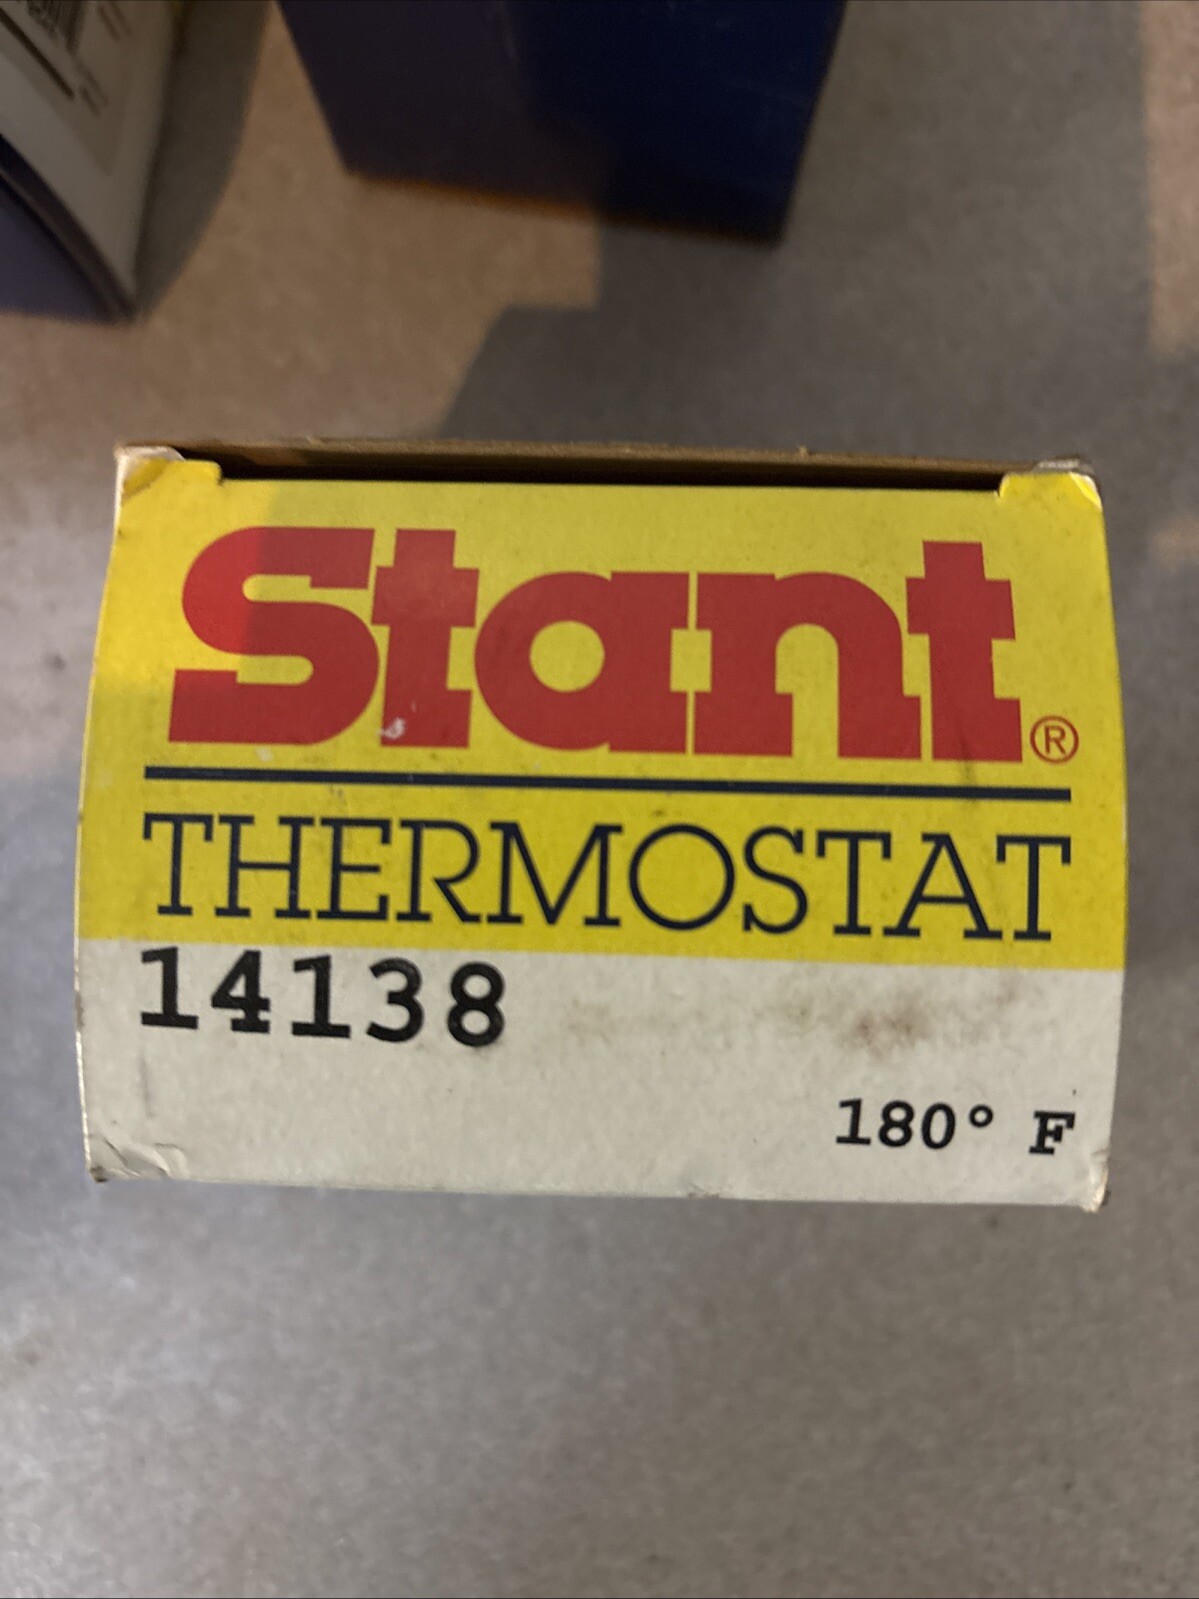 Stant®
THERMOSTAT
14138
180° F